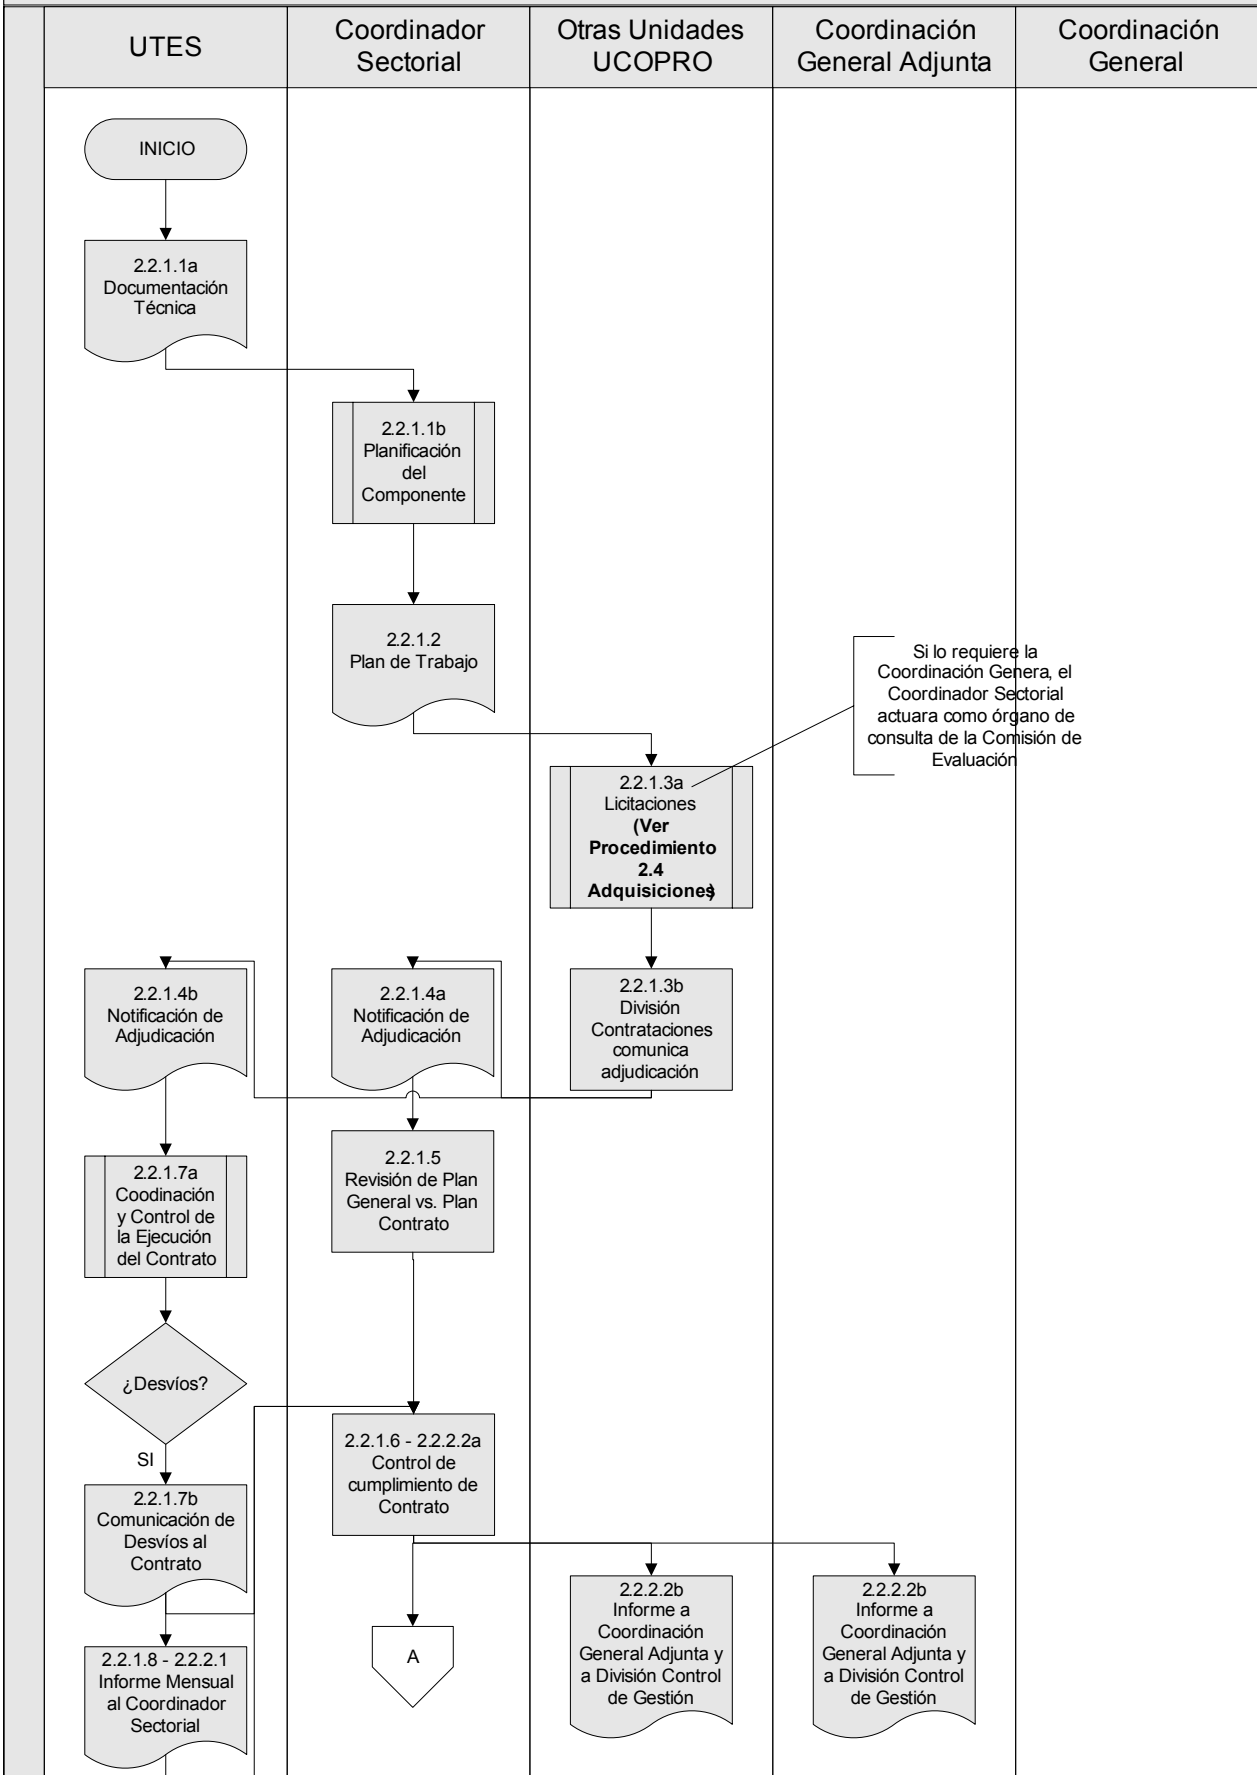 UTES
Coordinador
Sectorial
Otras Unidades
UCOPRO
Coordinación
General Adjunta
Coordinación
General
INICIO
2.2.1.1a
Documentación
Técnica
2.2.1.1b
Planificación
del
Componente
2.2.1.2
Plan de Trabajo
Si lo requiere la
Coordinación Genera, el
Coordinador Sectorial
actuara como órgano de
consulta de la Comisión de
Evaluación
2.2.1.3a
Licitaciones
(Ver
Procedimiento
2.4
Adquisiciones)
2.2.1.4b
Notificación de
Adjudicación
2.2.1.4a
Notificación de
Adjudicación
2.2.1.3b
División
Contrataciones
comunica
adjudicación
2.2.1.7a
Coodinación
y Control de
la Ejecución
del Contrato
2.2.1.5
Revisión de Plan
General vs. Plan
Contrato
¿Desvíos?
SI
2.2.1.6 - 2.2.2.2a
Control de
cumplimiento de
Contrato
2.2.1.7b
Comunicación de
Desvíos al
Contrato
2.2.1.8 - 2.2.2.1
Informe Mensual
al Coordinador
Sectorial
A
2.2.2.2b
Informe a
Coordinación
General Adjunta y
a División Control
de Gestión
2.2.2.2b
Informe a
Coordinación
General Adjunta y
a División Control
de Gestión